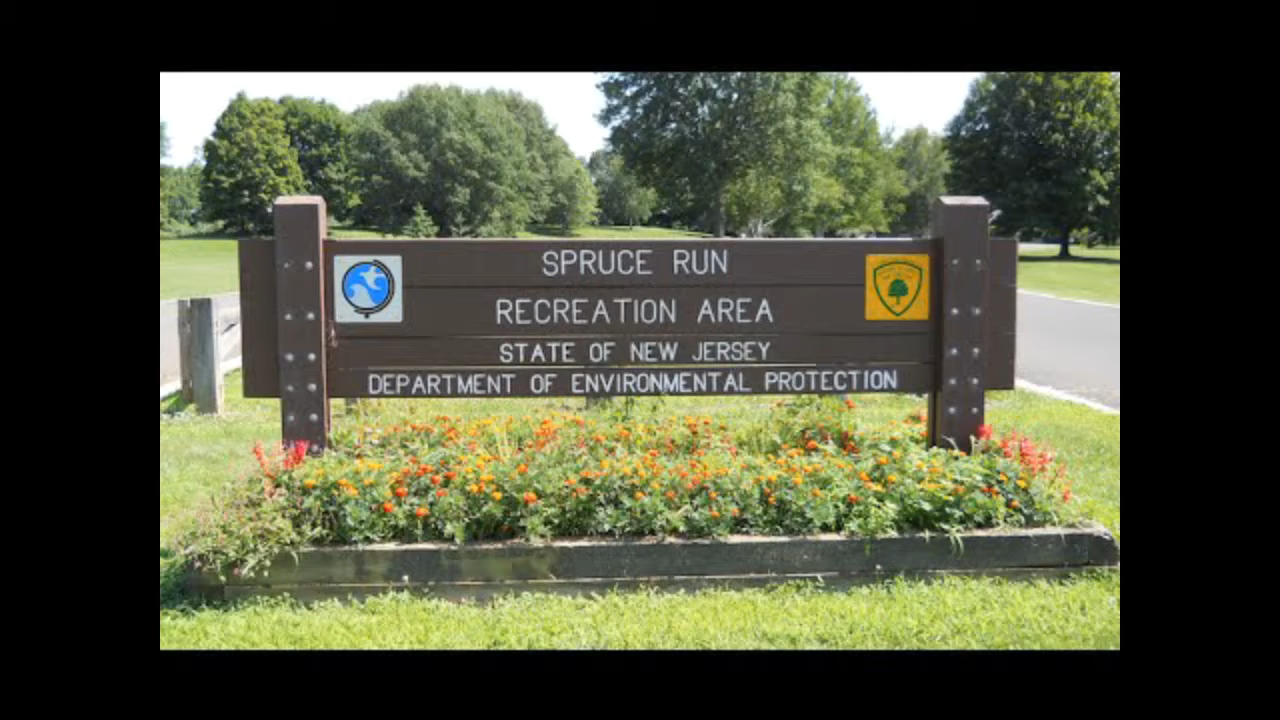 SPRUCE RUN
RECREATION AREA
STATE OF NEW JERSEY
DEPARTMENT OF ENVIRONMENTAL PROTECTION